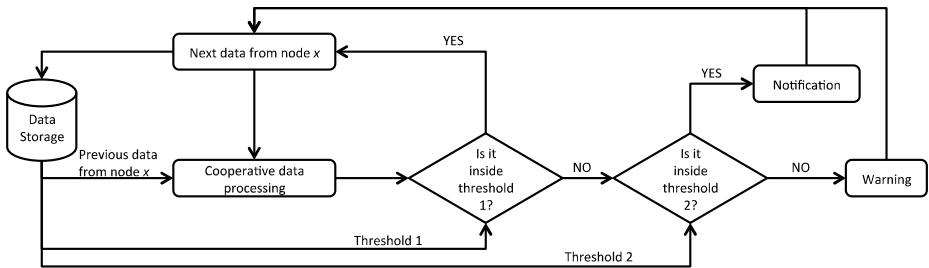 YES
Next data from node x
YES
Notification
Data
Storage
Previous data
from node x
Cooperative data
processing
Is it
inside
threshold
1?
NO
Is it
inside
threshold
2?
NO
Warning
Threshold 1
Threshold 2